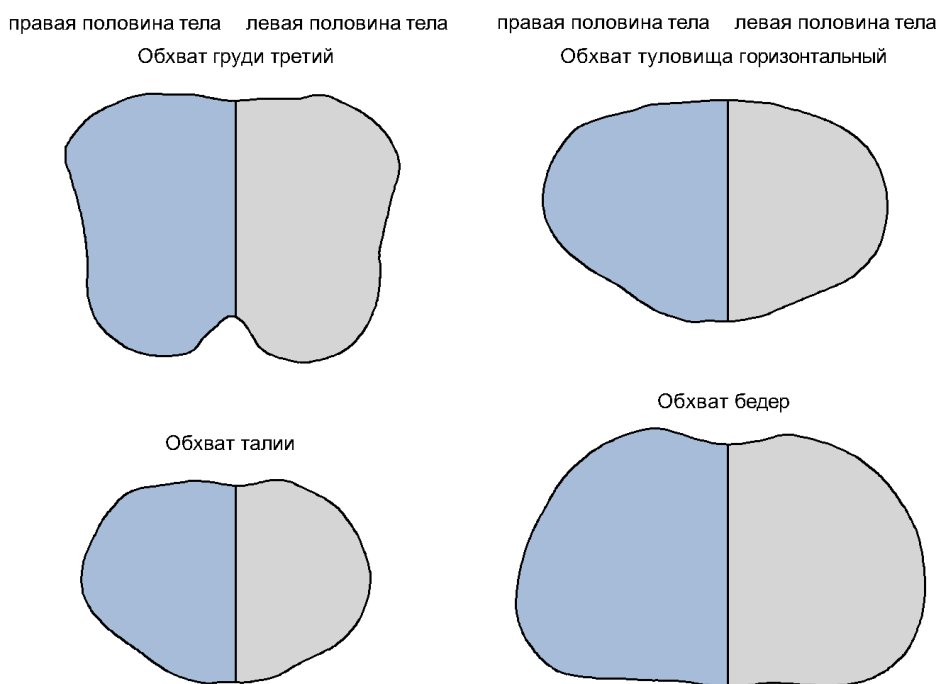 правая половина тела левая половина тела
Обхват груди третий
правая половина тела левая половина тела
Обхват туловища горизонтальный
Обхват талии
Обхват бедер